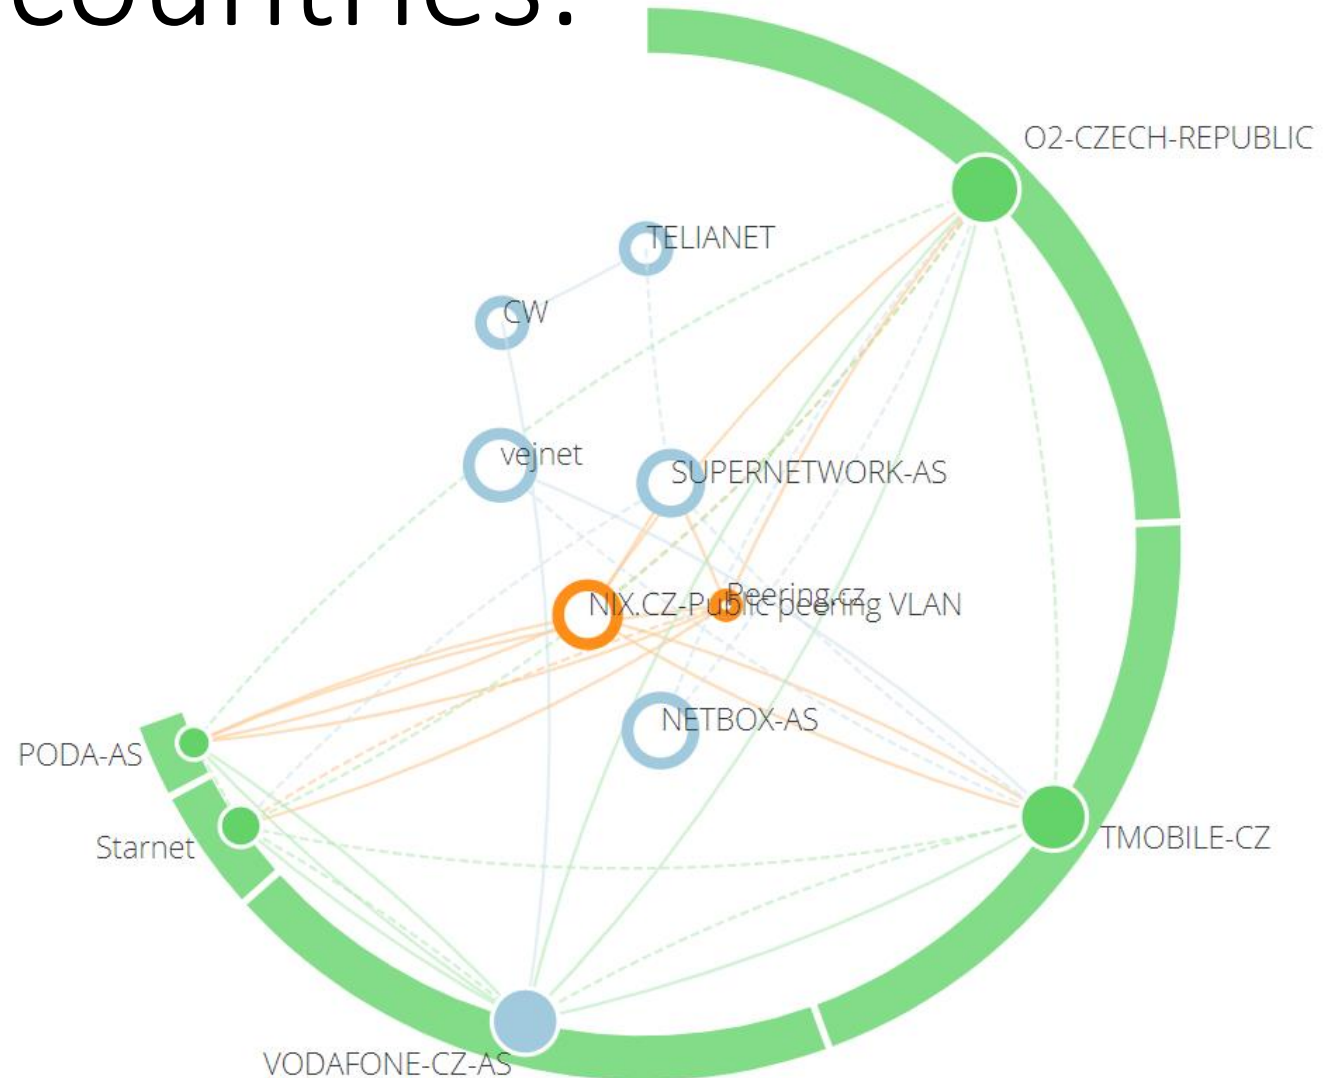 countries.
O2-CZECH-REPUBLIC
TELIANET
CW
vejnet
SUPERNETWORK-AS
Peering.cz
NIX.CZ-Public peering VLAN
NETBOX-AS
PODA-AS
Starnet
TMOBILE-CZ
VODAFONE-CZ-AS